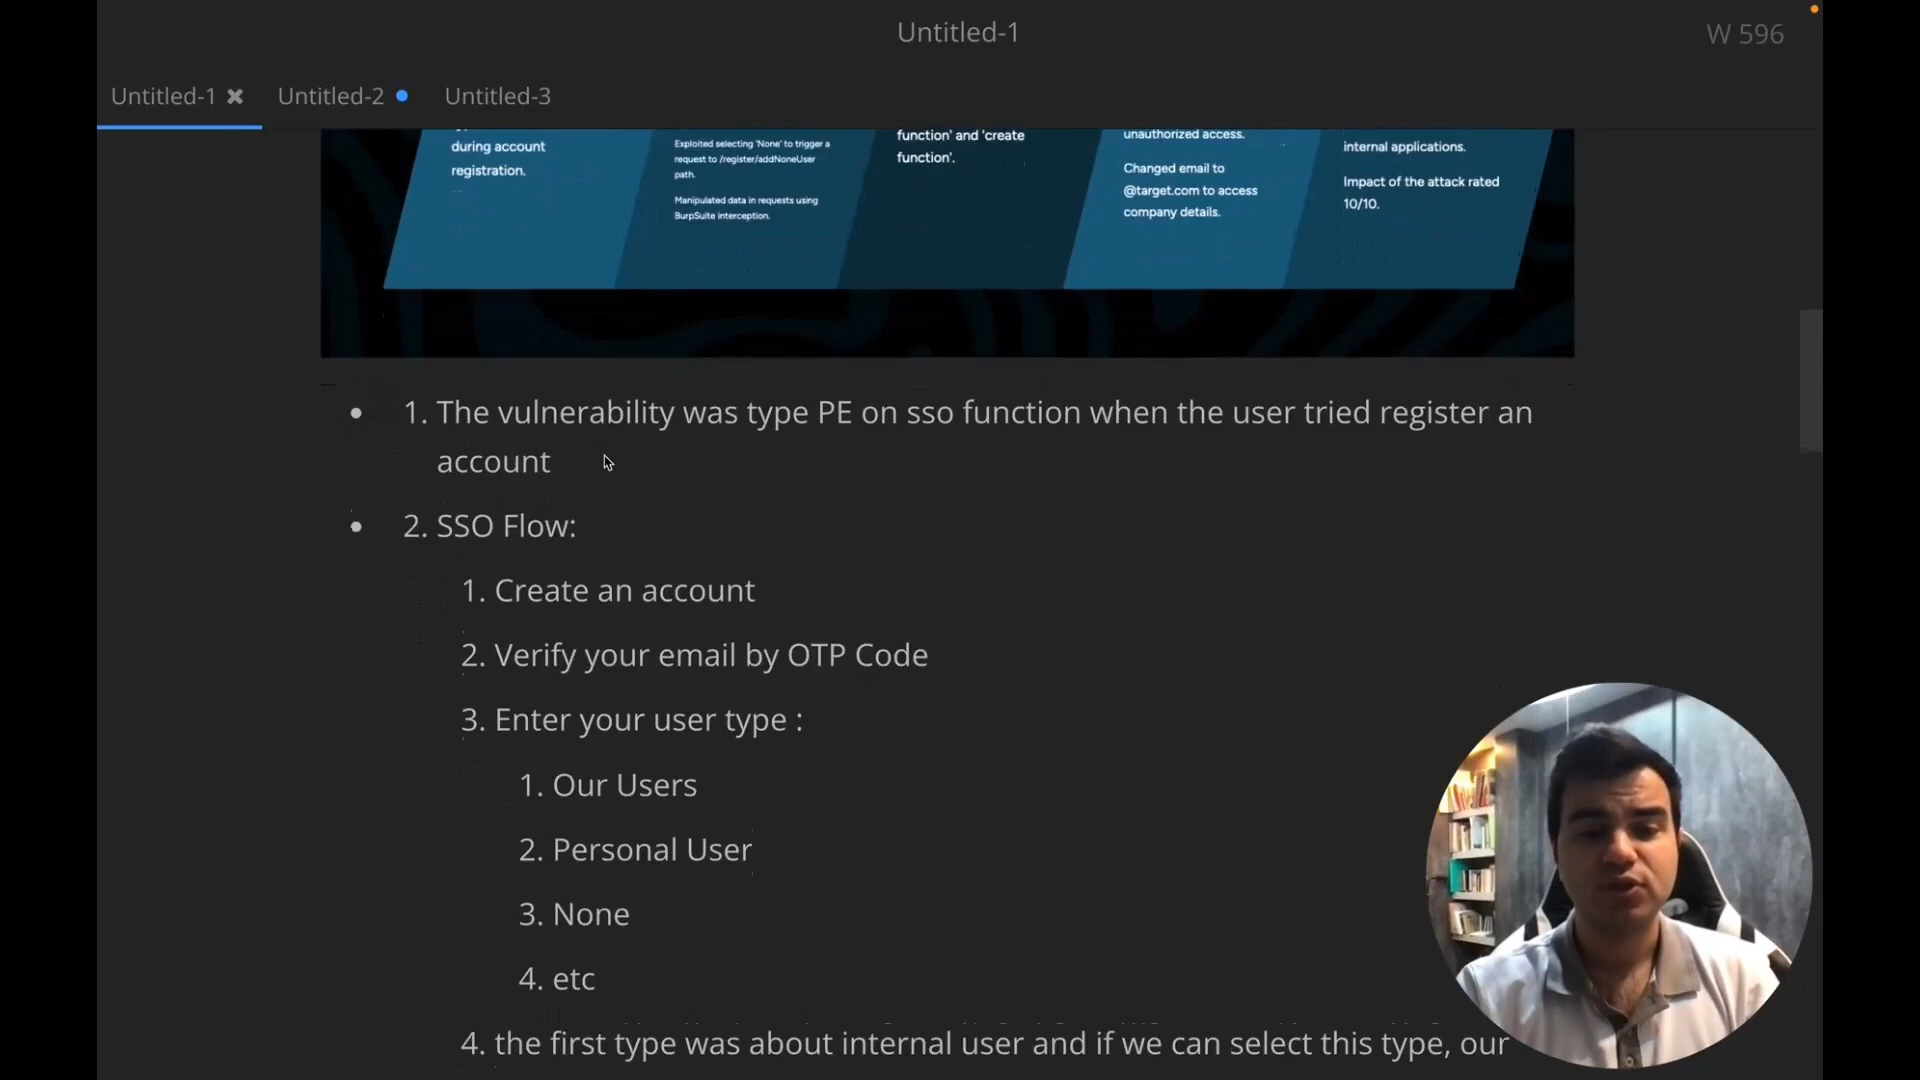 Untitled-1
W 596
Untitled-1
Untitled-2
Untitled-3
during account
registration.
Exploited selecting 'None' to trigger a
request to /register/addNoneUser
path.
Manipulated data in requests using
BurpSuite interception.
function' and 'create
function'.
unauthorized access.
Changed email to
@target.com to access
company details.
internal applications.
Impact of the attack rated
10/10.
• 1. The vulnerability was type PE on sso function when the user tried register an
account
• 2. SSO Flow:
1. Create an account
2. Verify your email by OTP Code
3. Enter your user type :
1. Our Users
2. Personal User
3. None
4. etc
4. the first type was about internal user and if we can select this type, our